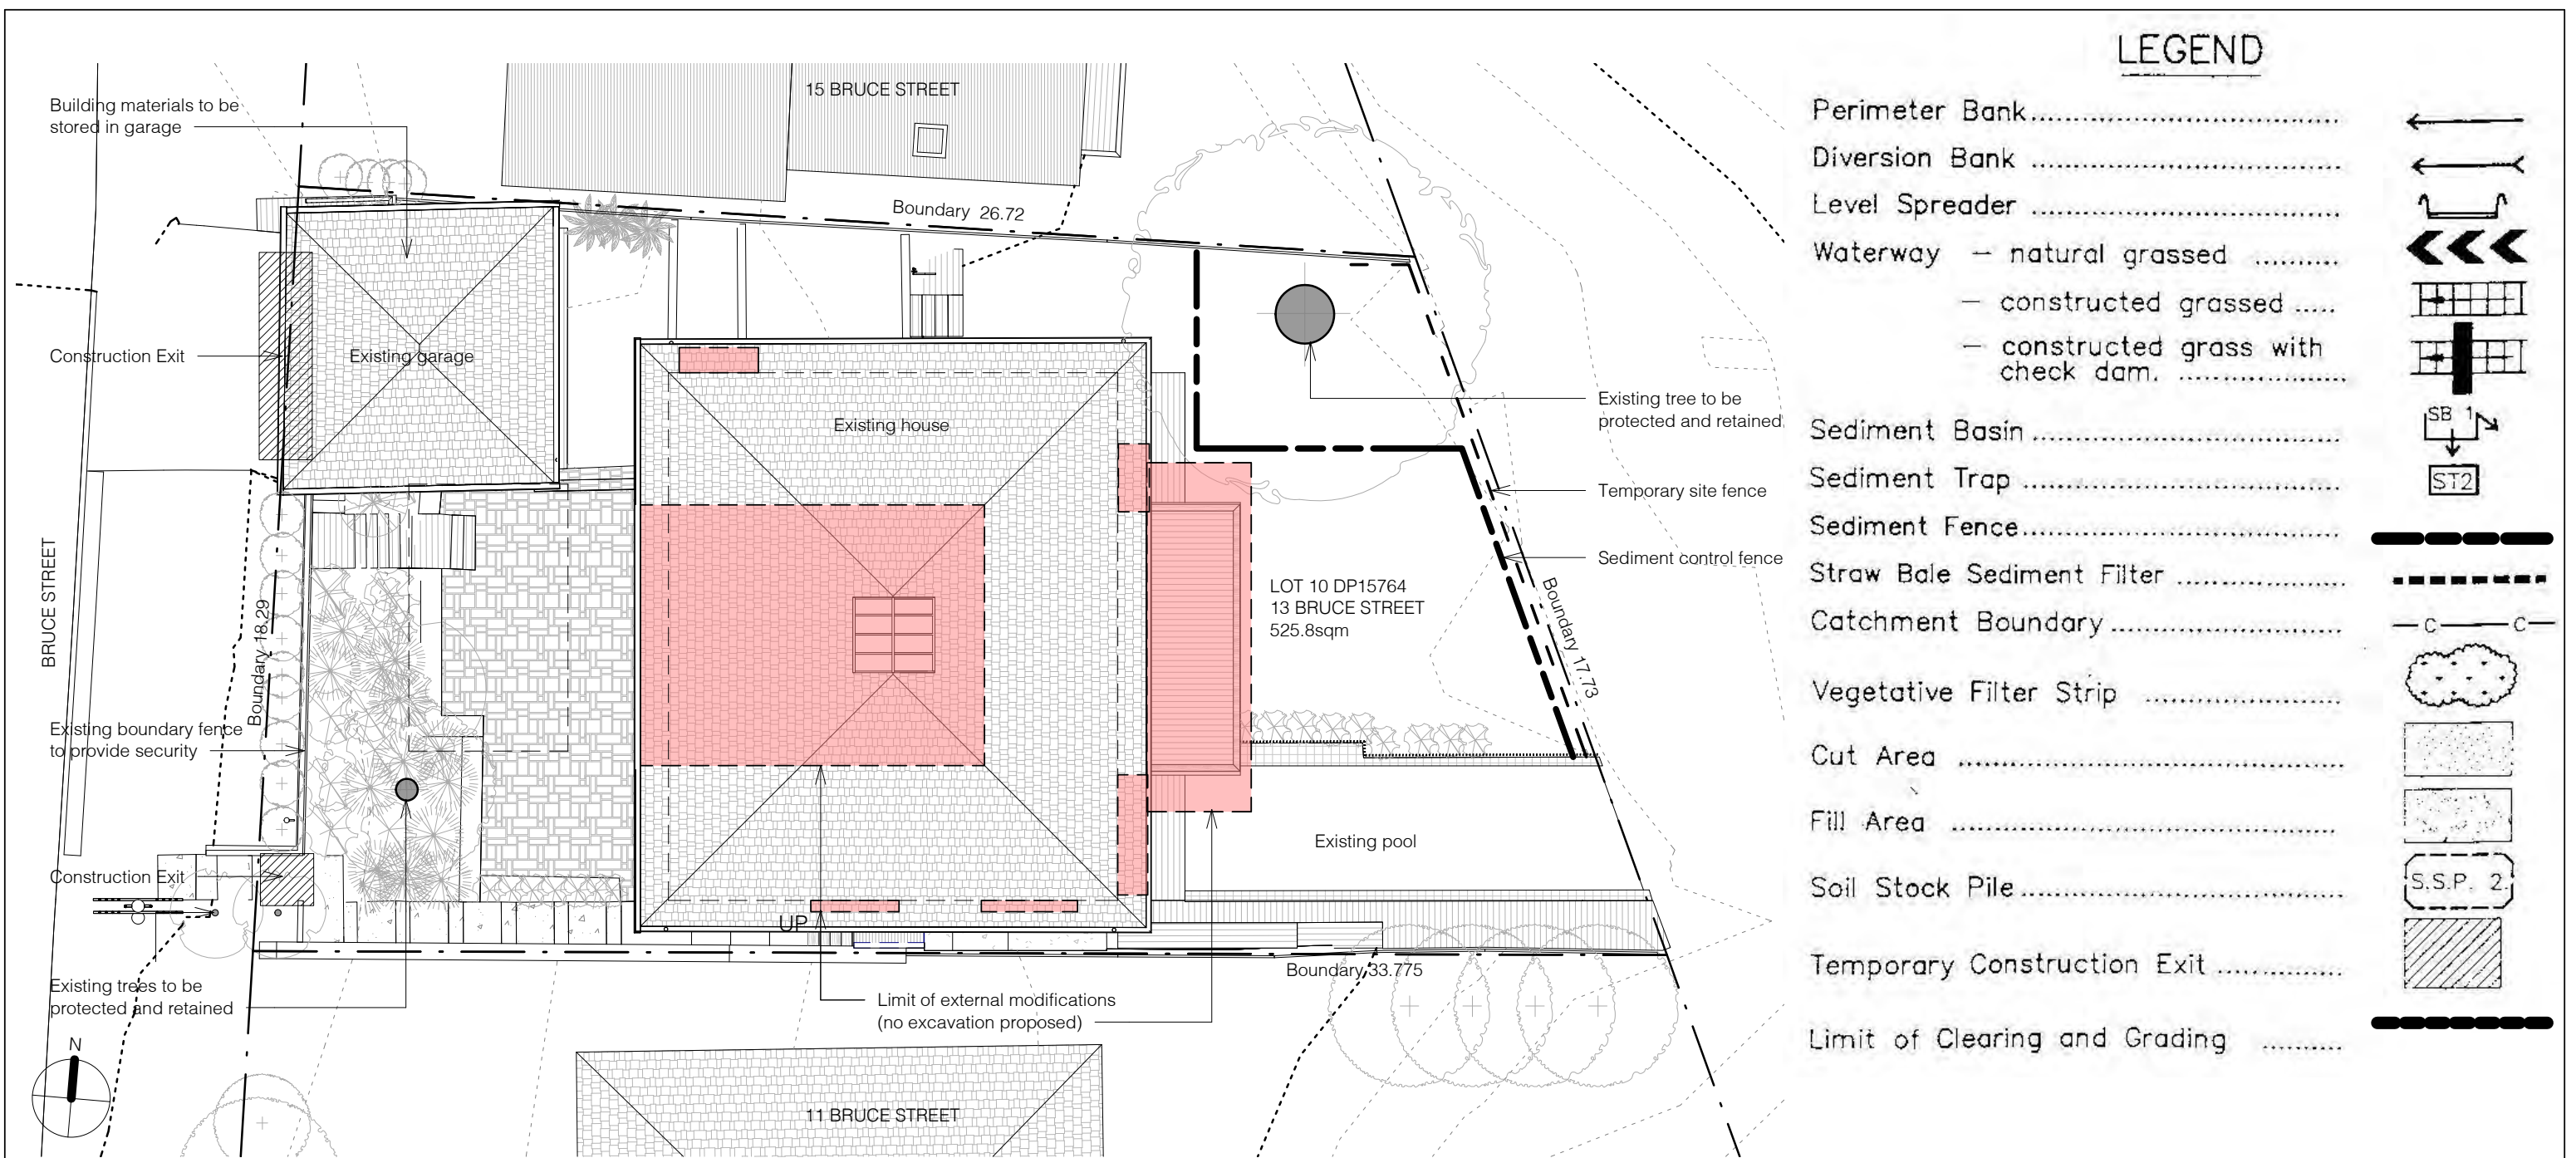 Building materials to be
stored in garage
Construction Exit
BRUCE STREET
Boundary 18.29
Existing boundary fence
to provide security
Construction Exit
Existing trees to be
protected and retained
N
15 BRUCE STREET
Boundary 26.72
Existing garage
Existing house
Existing tree to be
protected and retained
Temporary site fence
Sediment control fence
LOT 10 DP15764
13 BRUCE STREET
525.8sqm
Boundary 17.73
Existing pool
UP
Boundary 33.775
Limit of external modifications
(no excavation proposed)
11 BRUCE STREET
LEGEND
Perimeter Bank
Diversion Bank
Level Spreader
Waterway - natural grassed
- constructed grassed
- constructed grass with
check dam.
Sediment Basin
SB 1
Sediment Trap
ST2
Sediment Fence
Straw Bale Sediment Filter
Catchment Boundary
C C
Vegetative Filter Strip
Cut Area
Fill Area
Soil Stock Pile
S.S.P. 2.
Temporary Construction Exit
Limit of Clearing and Grading